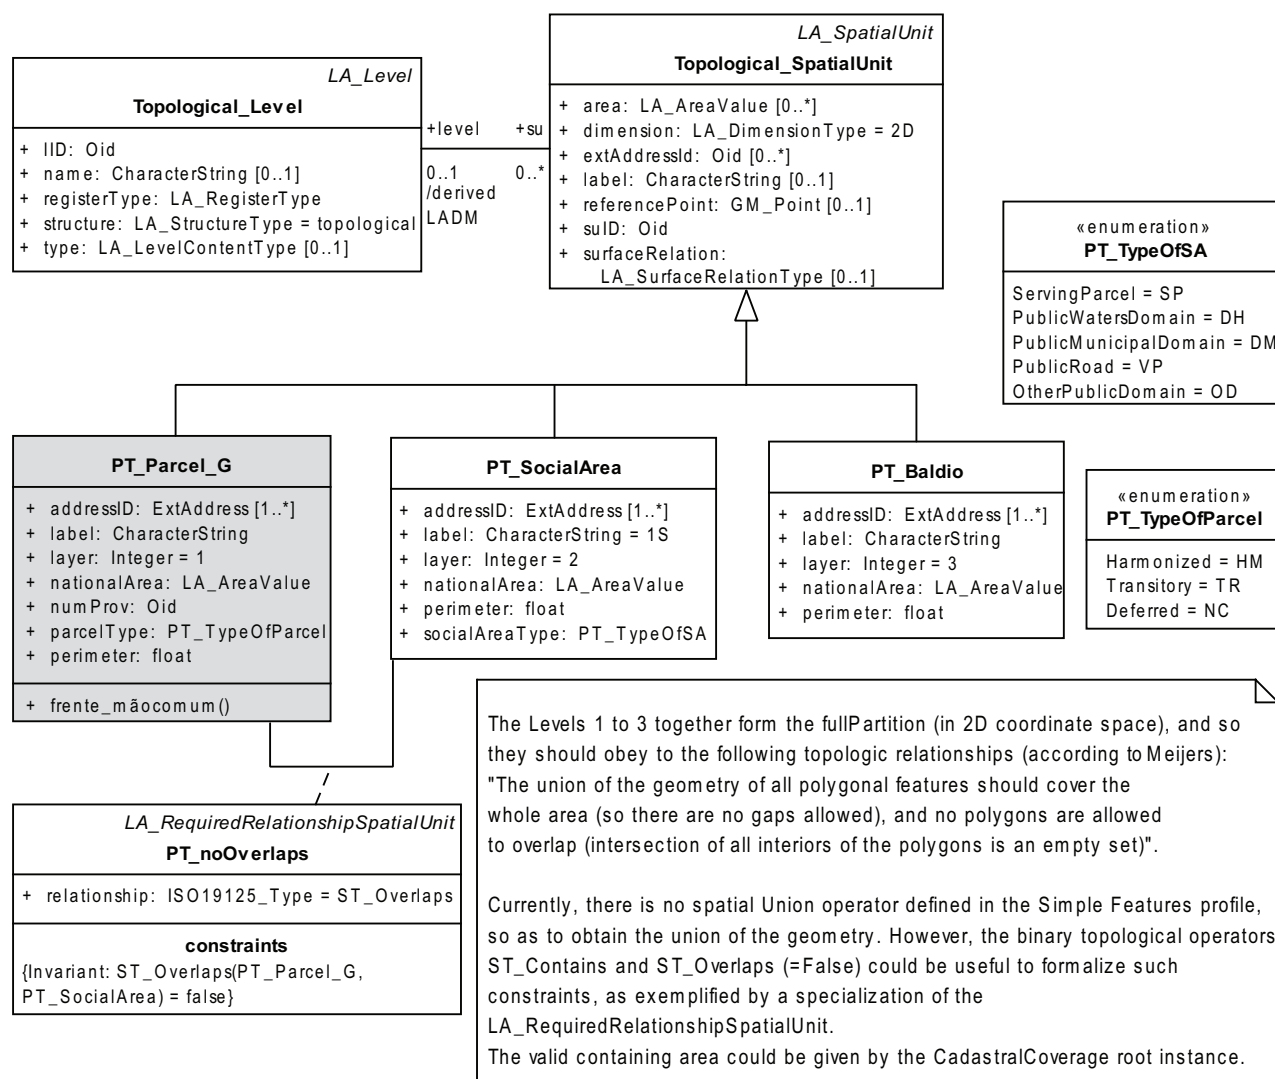 LA_Level
Topological_Level
+ lID: Oid
+ name: CharacterString [0..1]
+ registerType: LA_RegisterType
+ structure: LA_StructureType = topological
+ type: LA_LevelContentType [0..1]
+level +su
0..1 0..*
/derived
LADM
LA_SpatialUnit
Topological_SpatialUnit
+ area: LA_AreaValue [0..*]
+ dimension: LA_DimensionType = 2D
+ extAddressId: Oid [0..*]
+ label: CharacterString [0..1]
+ referencePoint: GM_Point [0..1]
+ suID: Oid
+ surfaceRelation:
LA_SurfaceRelationType [0..1]
«enumeration»
PT_TypeOfSA
ServingParcel = SP
PublicWatersDomain = DH
PublicMunicipalDomain = DM
PublicRoad = VP
OtherPublicDomain = OD
PT_Parcel_G
+ addressID: ExtAddress [1..*]
+ label: CharacterString
+ layer: Integer = 1
+ nationalArea: LA_AreaValue
+ numProv: Oid
+ parcelType: PT_TypeOfParcel
+ perimeter: float
+ frente_mãocomum()
PT_SocialArea
+ addressID: ExtAddress [1..*]
+ label: CharacterString = 1S
+ layer: Integer = 2
+ nationalArea: LA_AreaValue
+ perimeter: float
+ socialAreaType: PT_TypeOfSA
PT_Baldio
+ addressID: ExtAddress [1..*]
+ label: CharacterString
+ layer: Integer = 3
+ nationalArea: LA_AreaValue
+ perimeter: float
«enumeration»
PT_TypeOfParcel
Harmonized = HM
Transitory = TR
Deferred = NC
LA_RequiredRelationshipSpatialUnit
PT_noOverlaps
+ relationship: ISO19125_Type = ST_Overlaps
constraints
{Invariant: ST_Overlaps(PT_Parcel_G,
PT_SocialArea) = false}
The Levels 1 to 3 together form the fullPartition (in 2D coordinate space), and so
they should obey to the following topologic relationships (according to Meijers):
"The union of the geometry of all polygonal features should cover the
whole area (so there are no gaps allowed), and no polygons are allowed
to overlap (intersection of all interiors of the polygons is an empty set)".
Currently, there is no spatial Union operator defined in the Simple Features profile,
so as to obtain the union of the geometry. However, the binary topological operators
ST_Contains and ST_Overlaps (=False) could be useful to formalize such
constraints, as exemplified by a specialization of the
LA_RequiredRelationshipSpatialUnit.
The valid containing area could be given by the CadastralCoverage root instance.